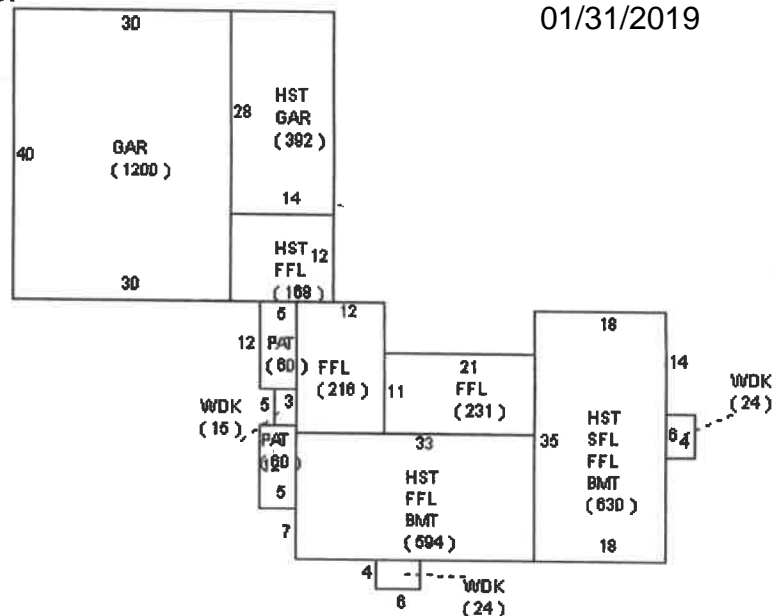 01/31/2019
30
HST
GAR
(392)
28
40
GAR
(1200)
14
HST
FFL
(168)
12
30
5
12
12
PAT
(60)
FFL
(216)
11
21
FFL
(231)
18
14
WDK
(24)
6
4
WDK
(15)
5
3
PAT
(60)
5
7
33
35
HST
SFL
FFL
BMT
(630)
HST
FFL
BMT
(594)
18
4
6
WDK
(24)